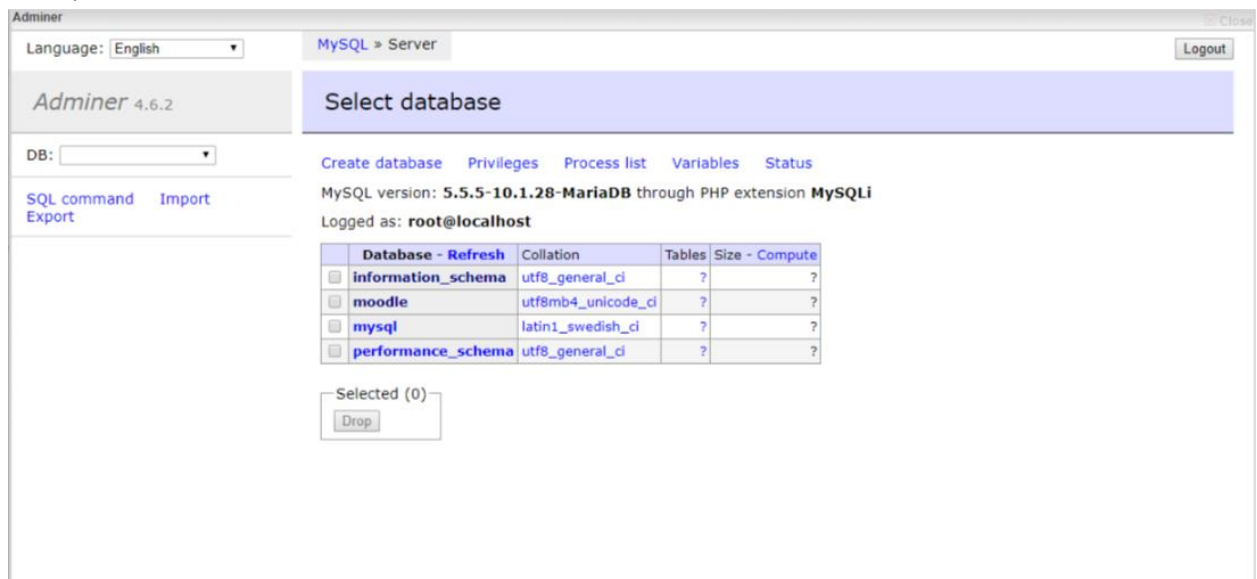 Adminer
Close
Language: English
MySQL » Server
Logout
Adminer 4.6.2
Select database
DB:
Create database Privileges Process list Variables Status
SQL command Import
MySQL version: 5.5.5-10.1.28-MariaDB through PHP extension MySQLi
Export
Logged as: root@localhost
Database - Refresh Collation Tables Size - Compute
information_schema utf8_general_ci ? ?
moodle utf8mb4_unicode_ci ? ?
mysql latin1_swedish_ci ? ?
performance_schema utf8_general_ci ? ?
Selected (0)
Drop